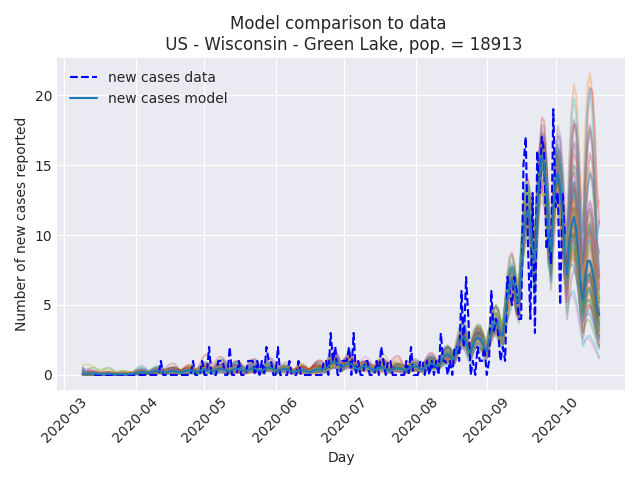 Model comparison to data
US - Wisconsin - Green Lake, pop. = 18913
new cases data
new cases model
Number of new cases reported
20
15
10
5
0
2020-03
2020-04
2020-05
2020-06
2020-07
2020-08
2020-09
2020-10
Day